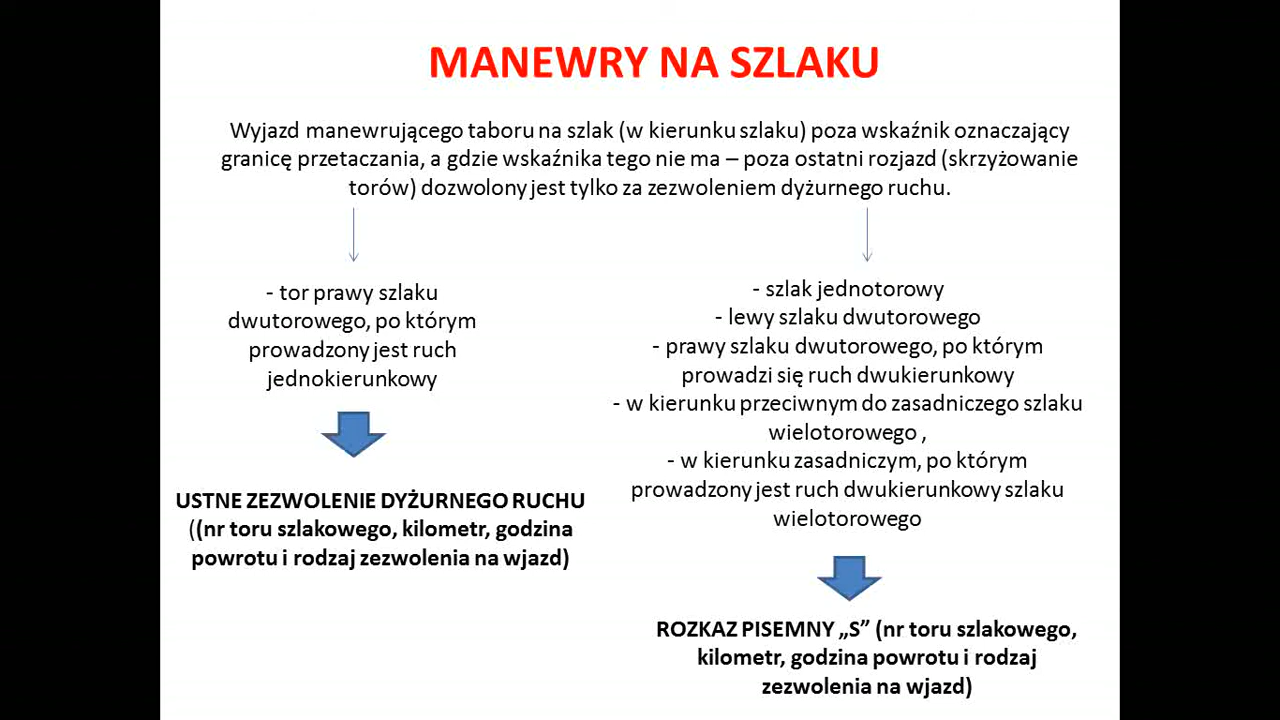 MANEWRY NA SZLAKU
Wyjazd manewrującego taboru na szlak (w kierunku szlaku) poza wskaźnik oznaczający
granicę przetaczania, a gdzie wskaźnika tego nie ma – poza ostatni rozjazd (skrzyżowanie
torów) dozwolony jest tylko za zezwoleniem dyżurnego ruchu.
- tor prawy szlaku
dwutorowego, po którym
prowadzony jest ruch
jednokierunkowy
USTNE ZEZWOLENIE DYŻURNEGO RUCHU
((nr toru szlakowego, kilometr, godzina
powrotu i rodzaj zezwolenia na wjazd)
- szlak jednotorowy
- lewy szlaku dwutorowego
- prawy szlaku dwutorowego, po którym
prowadzi się ruch dwukierunkowy
- w kierunku przeciwnym do zasadniczego szlaku
wielotorowego ,
- w kierunku zasadniczym, po którym
prowadzony jest ruch dwukierunkowy szlaku
wielotorowego
ROZKAZ PISEMNY „S” (nr toru szlakowego,
kilometr, godzina powrotu i rodzaj
zezwolenia na wjazd)